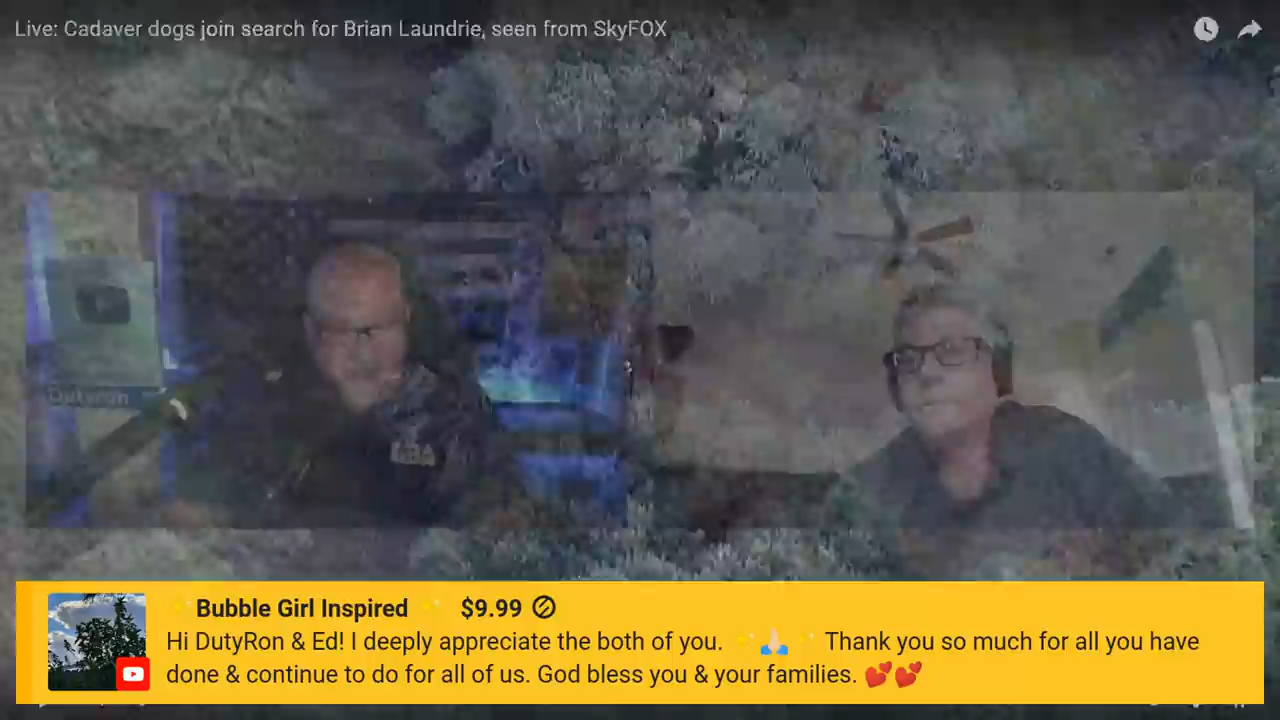 Live: Cadaver dogs join search for Brian Laundrie, seen from SkyFOX
Dutyron
✨Bubble Girl Inspired✨ $9.99
Hi DutyRon & Ed! I deeply appreciate the both of you. ✨🙏✨ Thank you so much for all you have
done & continue to do for all of us. God bless you & your families. 💕💕